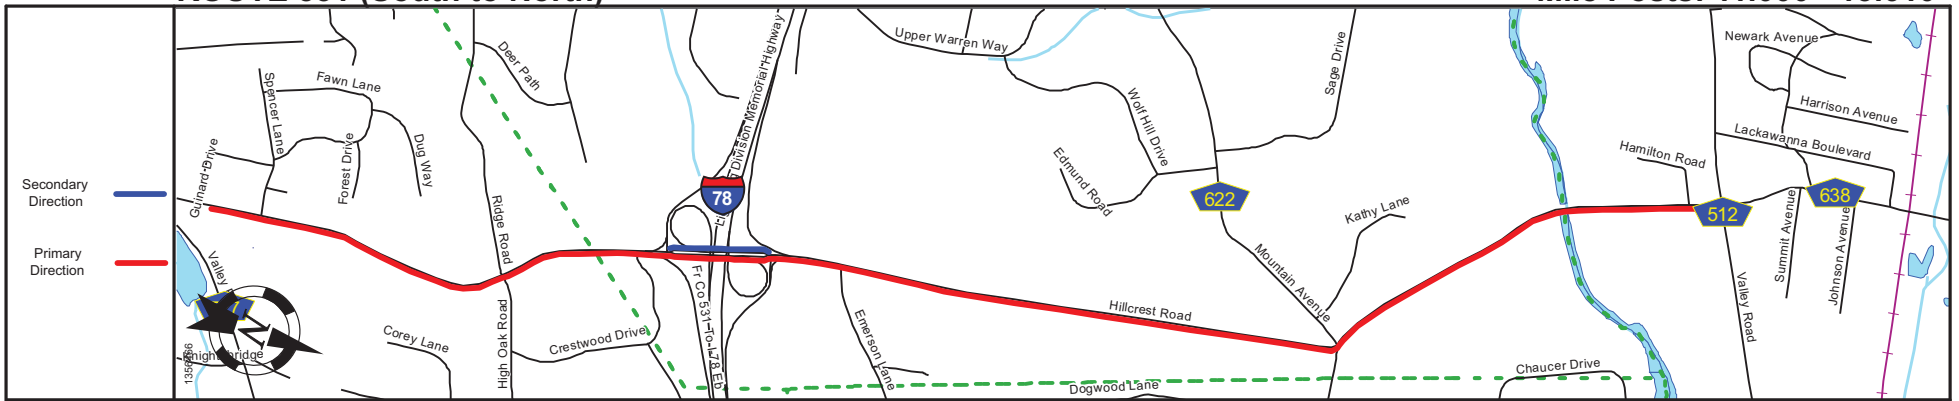 Secondary
Direction
Primary
Direction
Guinard Drive
Spencer Lane
Fawn Lane
Forest Drive
Dug Way
Deer Path
Ridge Road
High Oak Road
Corey Lane
Crestwood Drive
Valley
78
Division Memorial Highway
Fr Co 531 To I-78 Eb
Upper Warren Way
Wolf Hill Drive
Edmund Road
Emerson Lane
Hillcrest Road
Dogwood Lane
622
Sage Drive
Kathy Lane
Mountain Avenue
Chaucer Drive
Hamilton Road
512
Valley Road
Newark Avenue
Harrison Avenue
Lackawanna Boulevard
638
Summit Avenue
Johnson Avenue
N